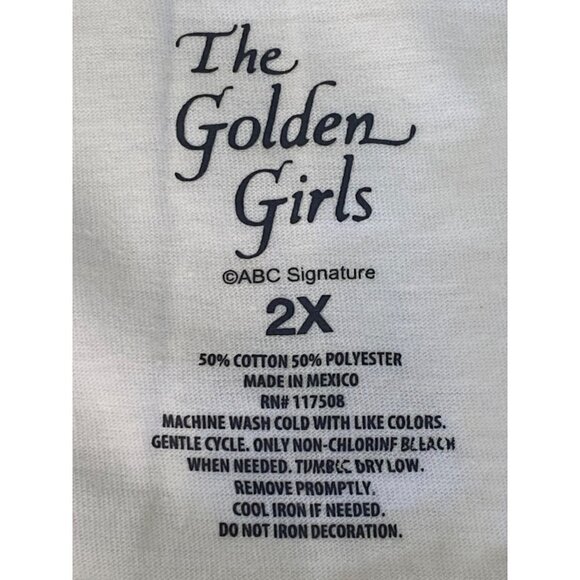 The
Golden
Girls
©ABC Signature
2X
50% COTTON 50% POLYESTER
MADE IN MEXICO
RN# 117508
MACHINE WASH COLD WITH LIKE COLORS.
GENTLE CYCLE. ONLY NON-CHLORINE BLEACH
WHEN NEEDED. TUMBLE DRY LOW.
REMOVE PROMPTLY.
COOL IRON IF NEEDED.
DO NOT IRON DECORATION.